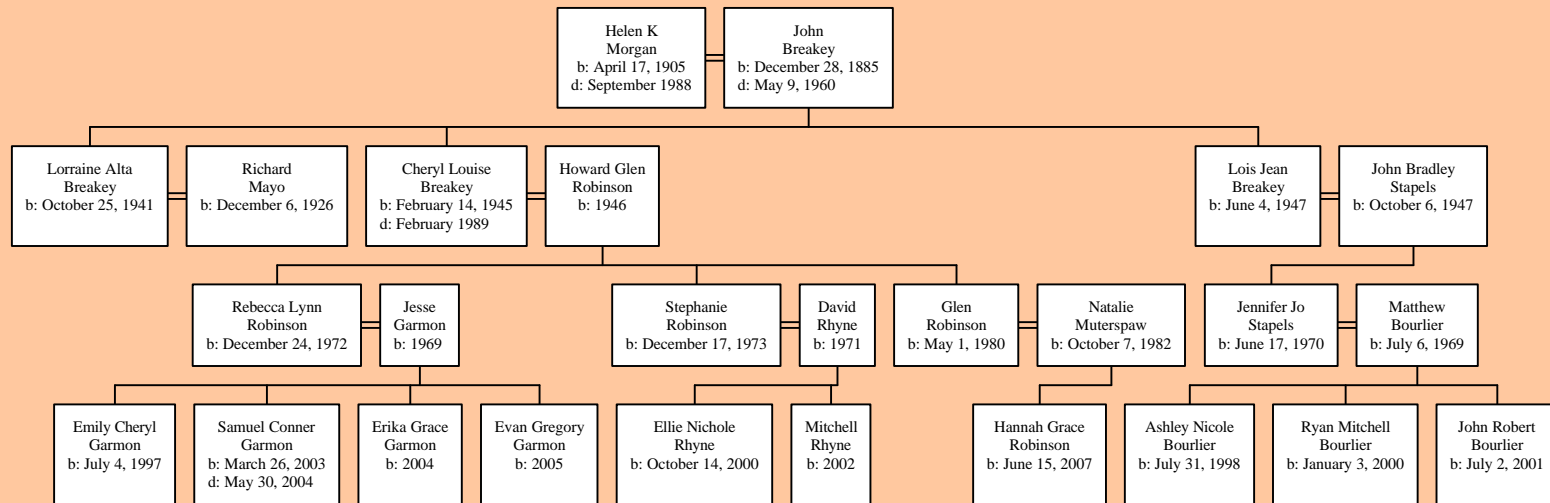 Helen K
Morgan
b: April 17, 1905
d: September 1988
John
Breakey
b: December 28, 1885
d: May 9, 1960
Lorraine Alta
Breakey
b: October 25, 1941
Richard
Mayo
b: December 6, 1926
Cheryl Louise
Breakey
b: February 14, 1945
d: February 1989
Howard Glen
Robinson
b: 1946
Lois Jean
Breakey
b: June 4, 1947
John Bradley
Stapels
b: October 6, 1947
Rebecca Lynn
Robinson
b: December 24, 1972
Jesse
Garmon
b: 1969
Stephanie
Robinson
b: December 17, 1973
David
Rhyne
b: 1971
Glen
Robinson
b: May 1, 1980
Natalie
Muterspaw
b: October 7, 1982
Jennifer Jo
Stapels
b: June 17, 1970
Matthew
Bourlier
b: July 6, 1969
Emily Cheryl
Garmon
b: July 4, 1997
Samuel Conner
Garmon
b: March 26, 2003
d: May 30, 2004
Erika Grace
Garmon
b: 2004
Evan Gregory
Garmon
b: 2005
Ellie Nichole
Rhyne
b: October 14, 2000
Mitchell
Rhyne
b: 2002
Hannah Grace
Robinson
b: June 15, 2007
Ashley Nicole
Bourlier
b: July 31, 1998
Ryan Mitchell
Bourlier
b: January 3, 2000
John Robert
Bourlier
b: July 2, 2001